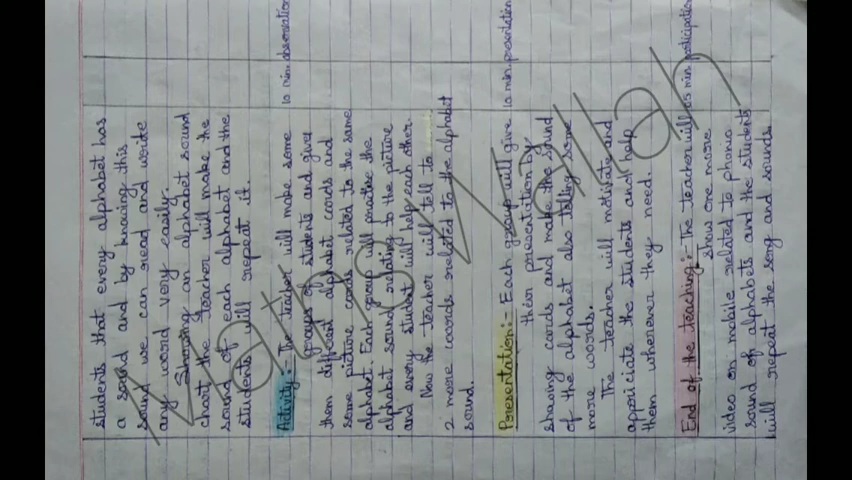 students that every alphabet has
a sound and by knowing this
sound we can read and write
any word very easily.
Showing an alphabet sound
chart the teacher will make the
sound of each alphabet and the
students will repeat it.
Activity :- The teacher will make some 10 min. observation
groups of students and give
them different alphabet cards and
some picture cards related to the same
alphabet. Each group will the
alphabet sound relating to the picture
and every student will help each other.
Now the teacher will tell to
2 more words related to the alphabet
sound.
Presentation :- Each group will give 10 min. presentation
their presentation by
showing cards and make the sound
of the alphabet also telling some
more words.
The teacher will motivate and
appriciate the students and help
them whenever they need.
End of the teaching :- The teacher will min. participation
show one more
video on mobile related to phonic
sound of alphabets and the students
will repeat the song and sounds.